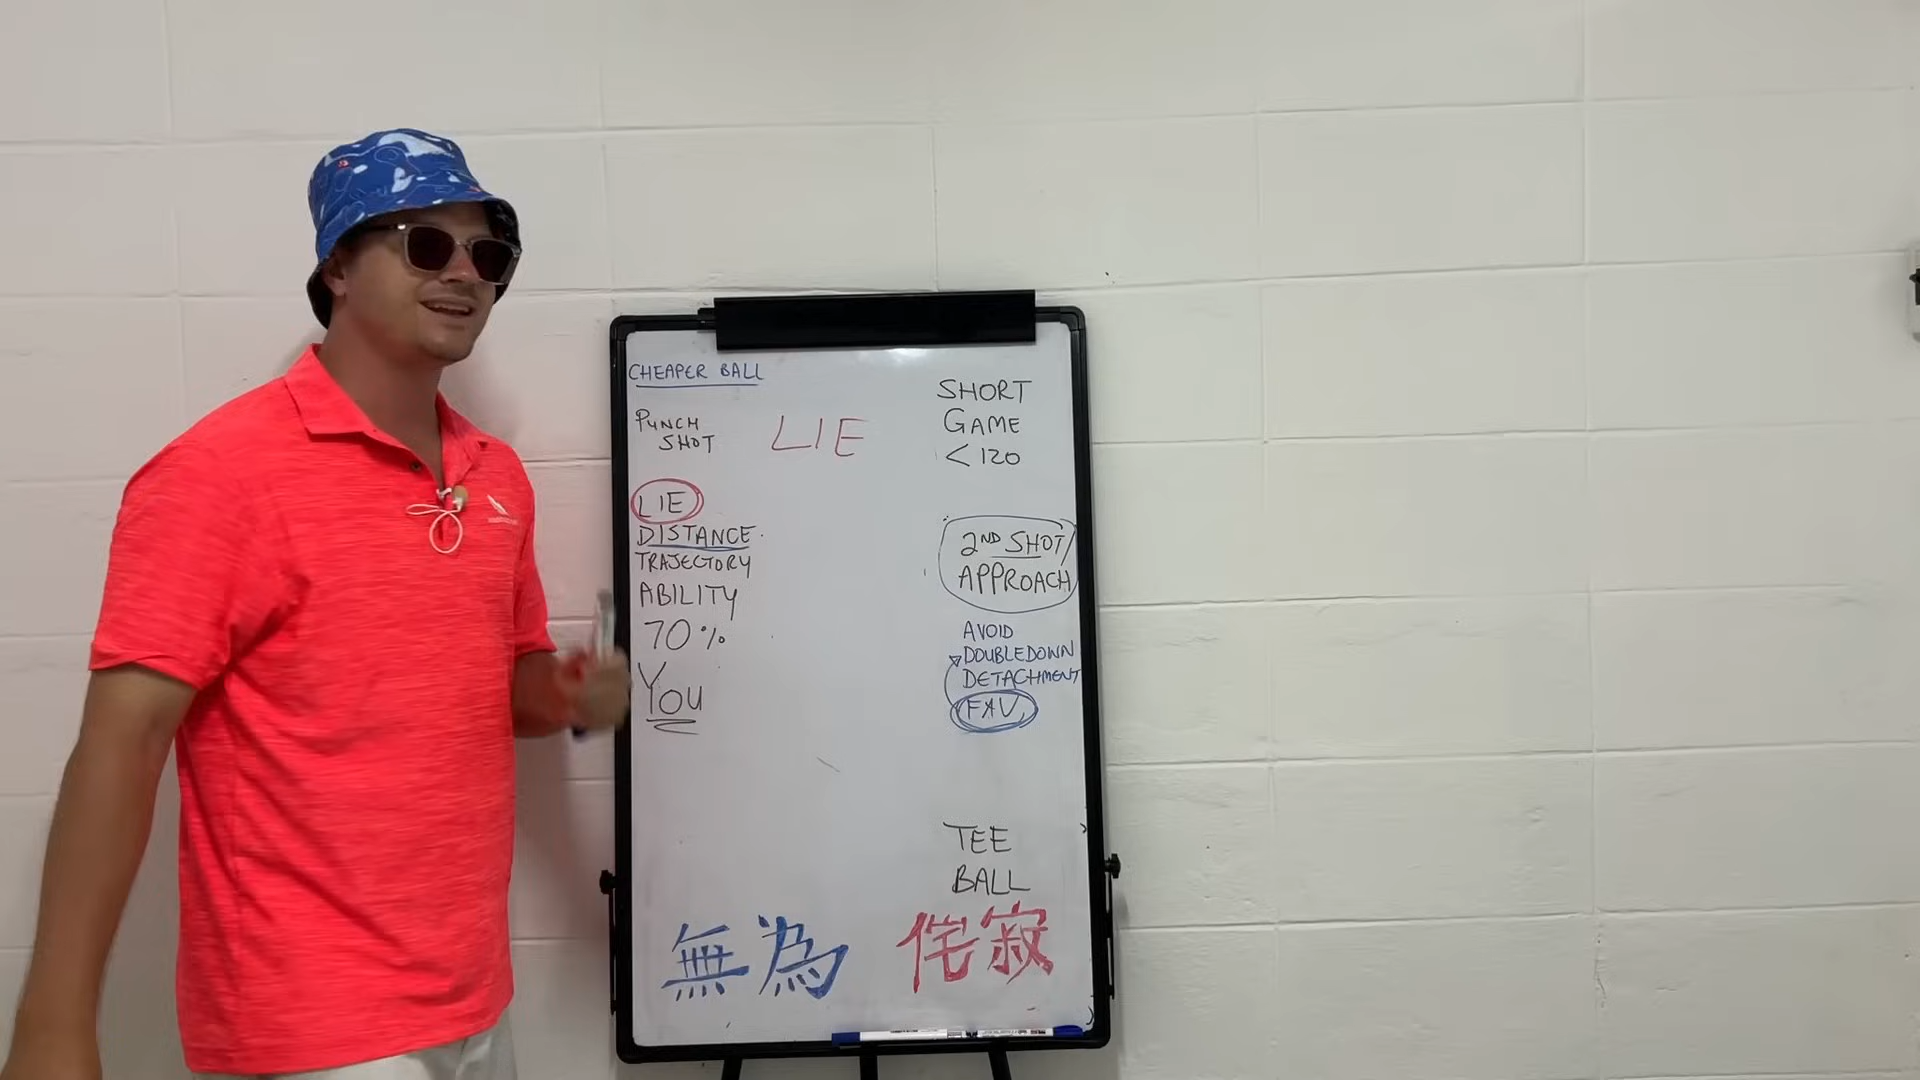 CHEAPER BALL
PUNCH
SHOT
LIE
SHORT
GAME
< 120
LIE
DISTANCE
TRAJECTORY
ABILITY
70%
YOU
2ND SHOT/
APPROACH
AVOID
DOUBLEDOWN
DETACHMENT
FAV
TEE
BALL
無為
侘寂